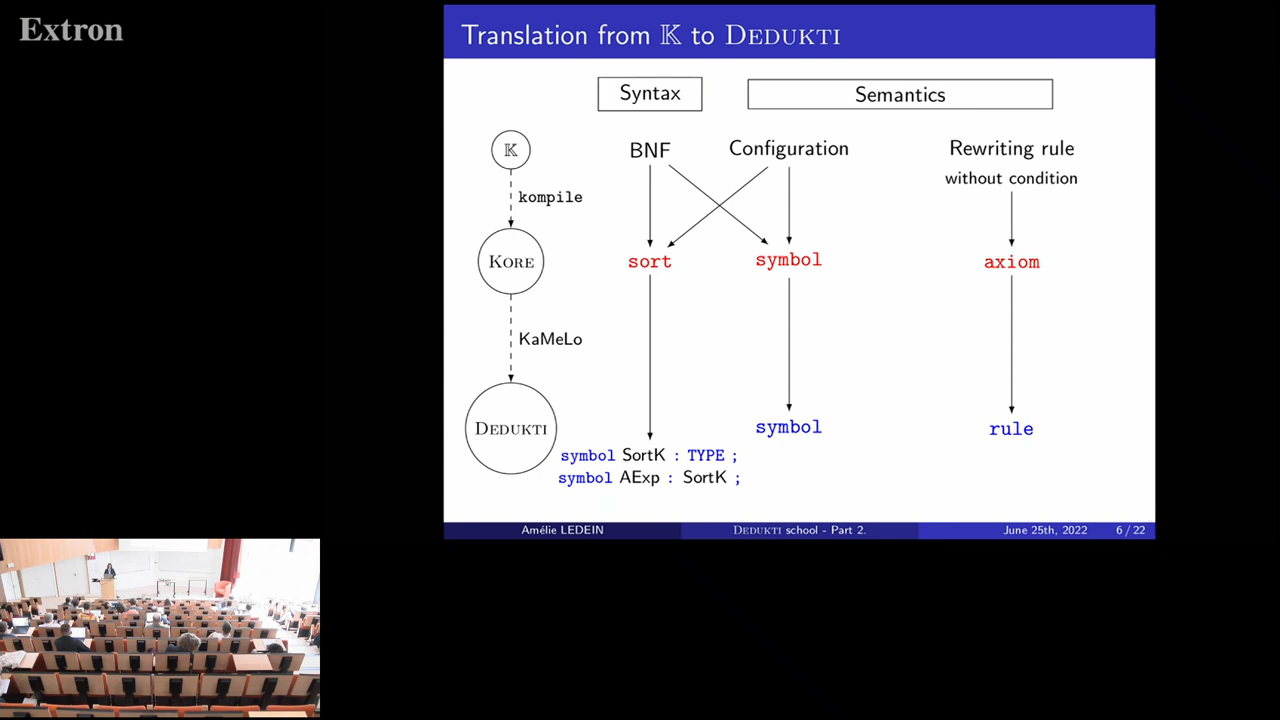 Extron
Translation from 𝕂 to DEDUKTI
Syntax
Semantics
𝕂
BNF
Configuration
Rewriting rule
without condition
kompile
KORE
sort
symbol
axiom
KaMeLo
DEDUKTI
symbol
rule
symbol SortK : TYPE ;
symbol AExp : SortK ;
Amélie LEDEIN
DEDUKTI school - Part 2.
June 25th, 2022
6 / 22